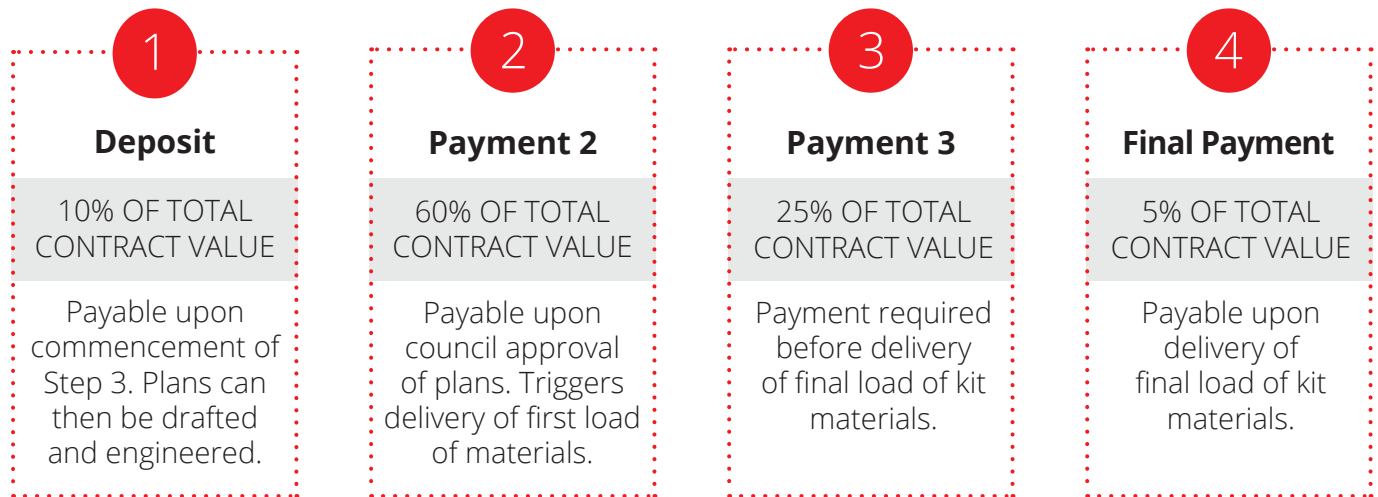 1
Deposit
10% OF TOTAL
CONTRACT VALUE
Payable upon
commencement of
Step 3. Plans can
then be drafted
and engineered.
2
Payment 2
60% OF TOTAL
CONTRACT VALUE
Payable upon
council approval
of plans. Triggers
delivery of first load
of materials.
3
Payment 3
25% OF TOTAL
CONTRACT VALUE
Payment required
before delivery
of final load of kit
materials.
4
Final Payment
5% OF TOTAL
CONTRACT VALUE
Payable upon
delivery of
final load of kit
materials.